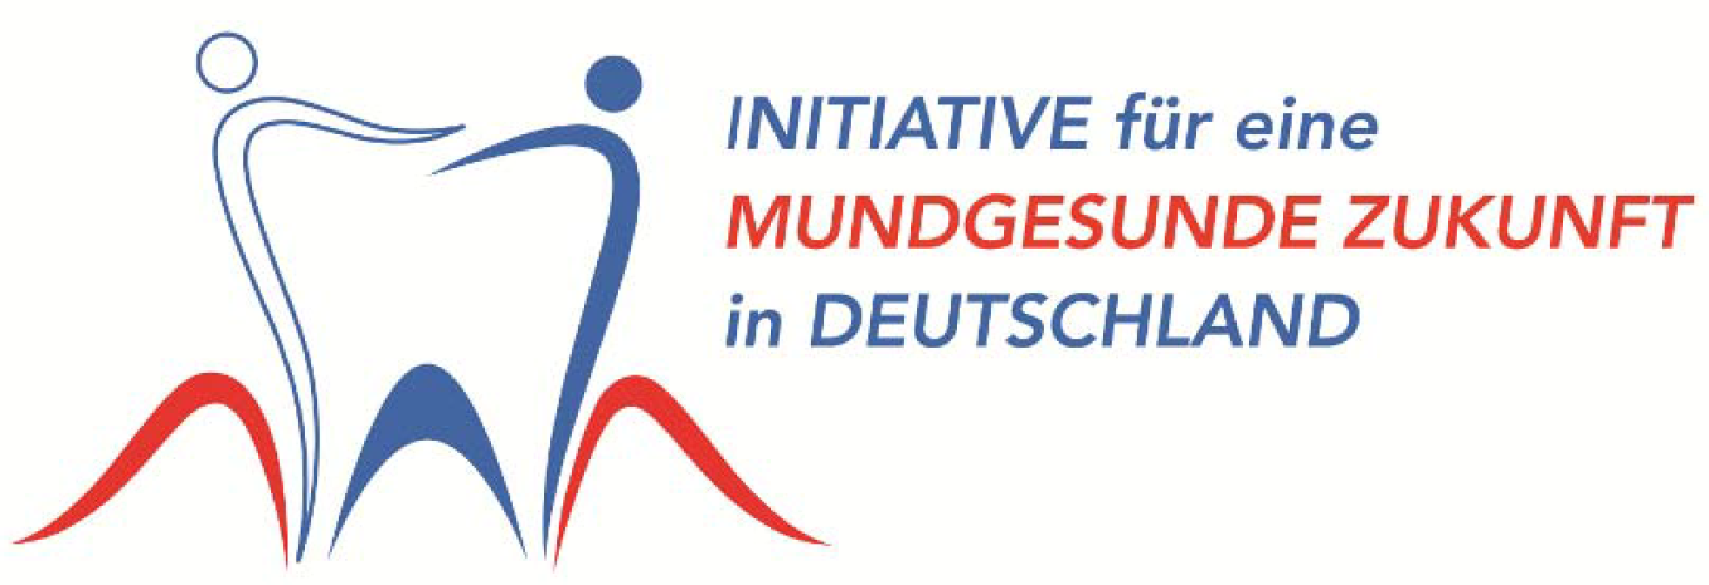 INITIATIVE für eine
MUNDGESUNDE ZUKUNFT
in DEUTSCHLAND